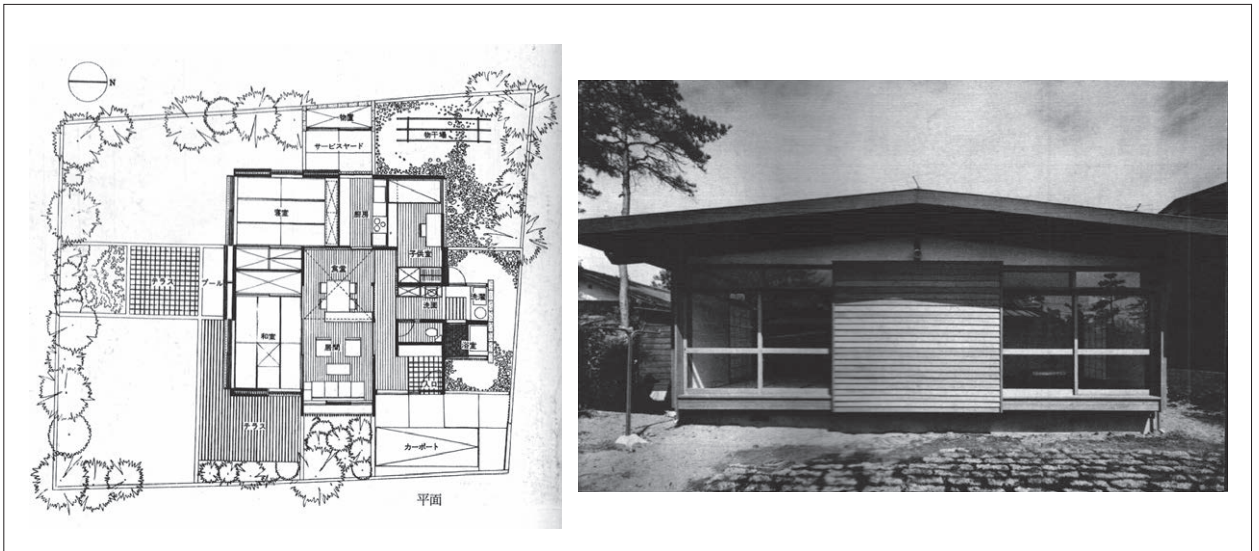 N
物置
サービスヤード
物干場
寝室
厨房
子供室
食堂
テラス
プール
洗面
洗濯
和室
居間
浴室
入口
テラス
カーポート
平面